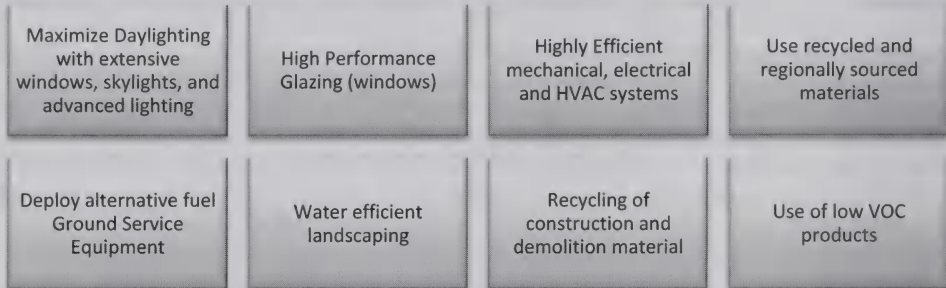 Maximize Daylighting
with extensive
windows, skylights, and
advanced lighting
High Performance
Glazing (windows)
Highly Efficient
mechanical, electrical
and HVAC systems
Use recycled and
regionally sourced
materials
Deploy alternative fuel
Ground Service
Equipment
Water efficient
landscaping
Recycling of
construction and
demolition material
Use of low VOC
products